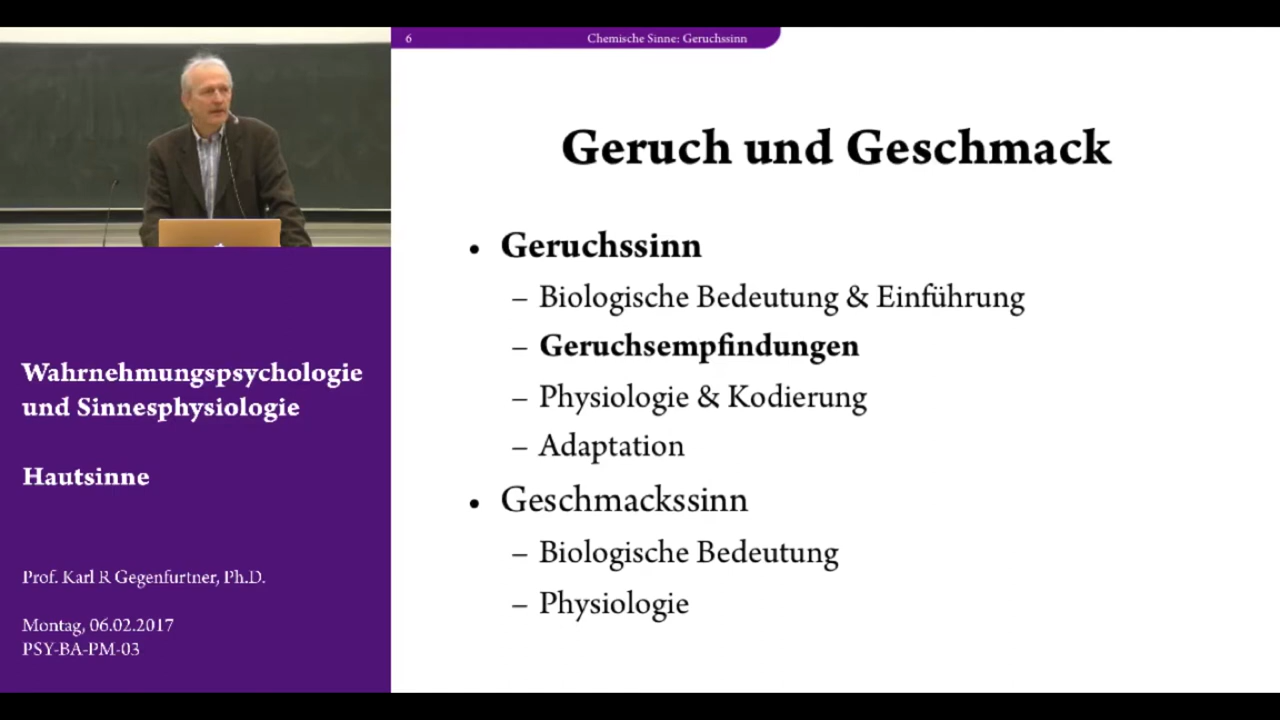 6
Chemische Sinne: Geruchssinn
Geruch und Geschmack
• Geruchssinn
– Biologische Bedeutung & Einführung
– Geruchsempfindungen
– Physiologie & Kodierung
– Adaptation
• Geschmackssinn
– Biologische Bedeutung
– Physiologie
Wahrnehmungspsychologie
und Sinnesphysiologie
Hautsinne
Prof. Karl R Gegenfurtner, Ph.D.
Montag, 06.02.2017
PSY-BA-PM-03